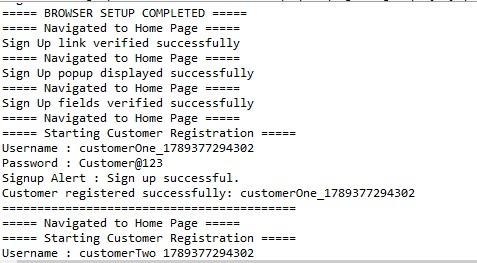 ===== BROWSER SETUP COMPLETED =====
===== Navigated to Home Page =====
Sign Up link verified successfully
===== Navigated to Home Page =====
Sign Up popup displayed successfully
===== Navigated to Home Page =====
Sign Up fields verified successfully
===== Navigated to Home Page =====
===== Starting Customer Registration =====
Username : customerOne_1789377294302
Password : Customer@123
Signup Alert : Sign up successful.
Customer registered successfully: customerOne_1789377294302
=======================================
===== Navigated to Home Page =====
===== Starting Customer Registration =====
Username : customerTwo_1789377294302